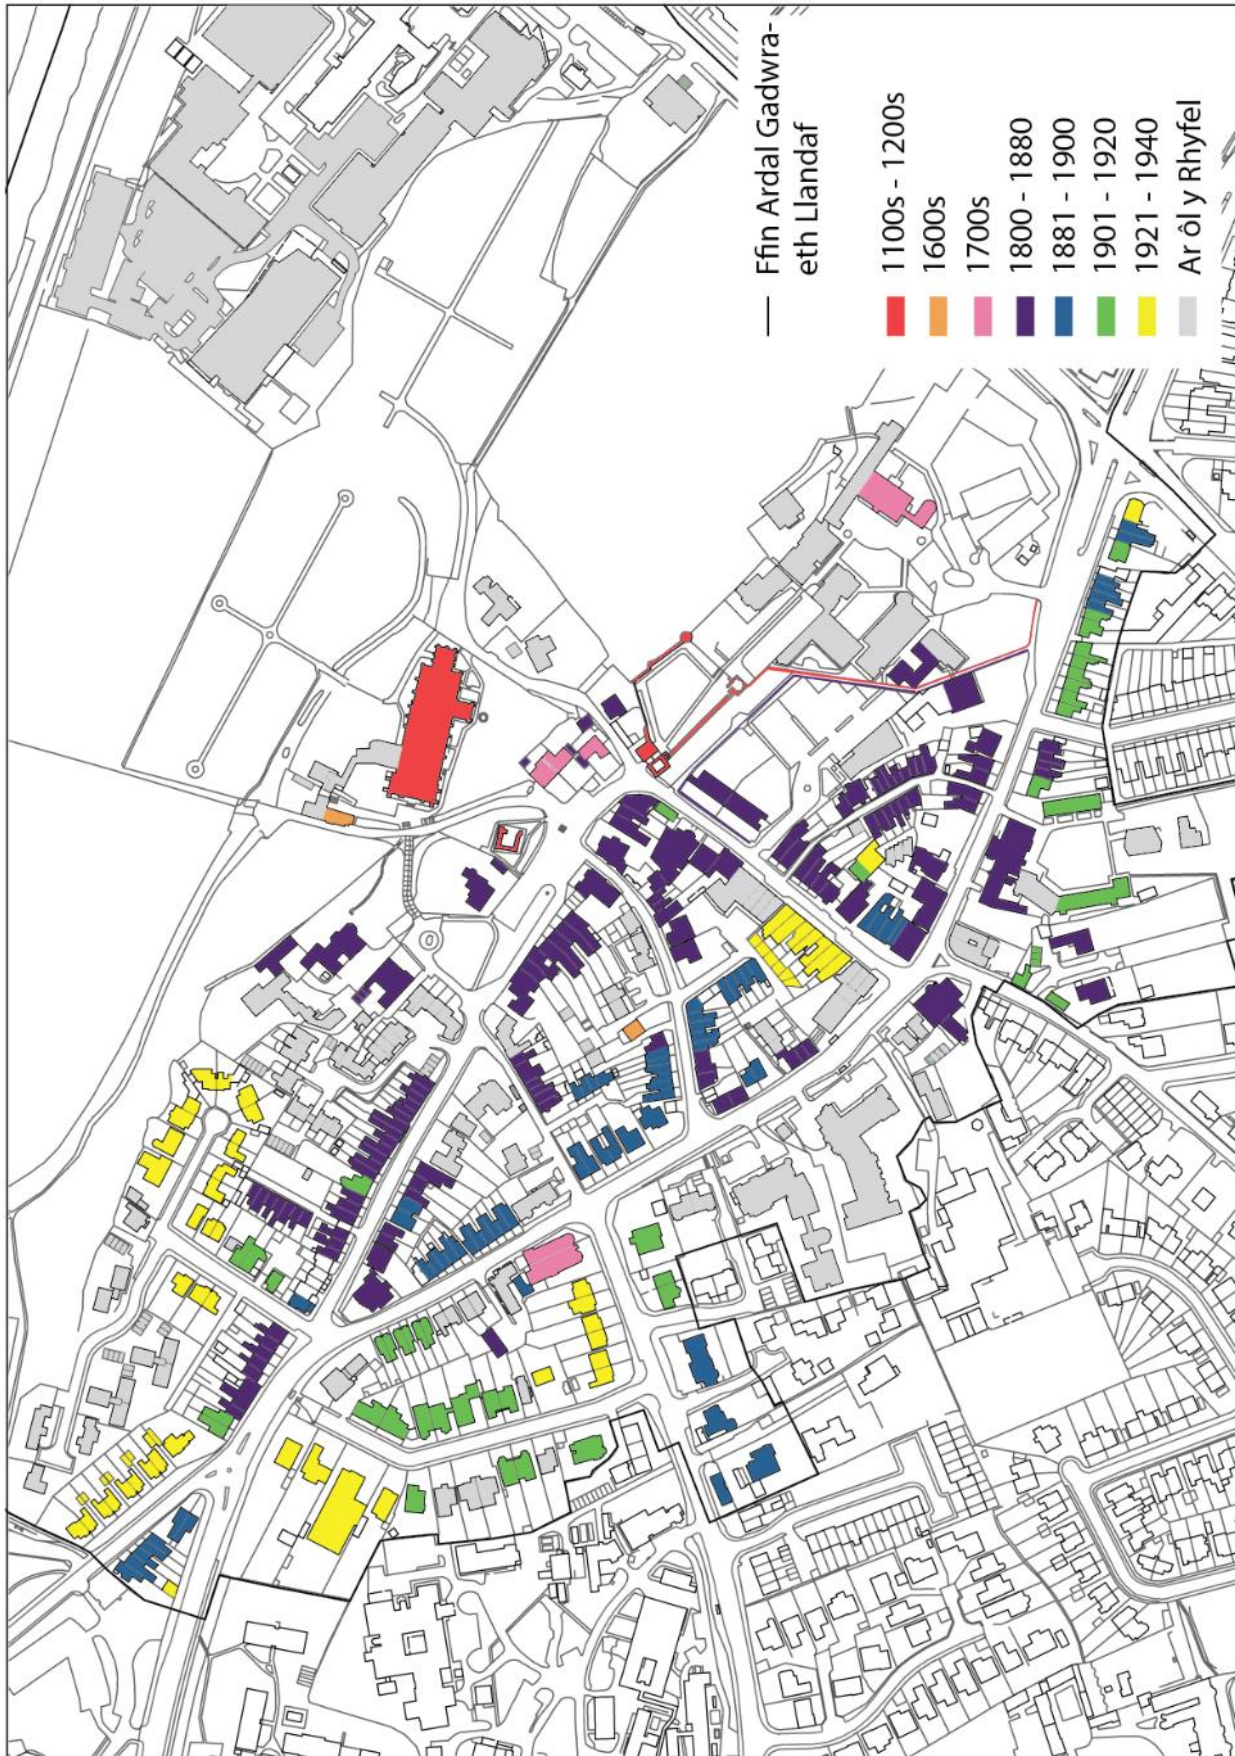 Ffin Ardal Gadwra-
eth Llandaf
1100s - 1200s
1600s
1700s
1800 - 1880
1881 - 1900
1901 - 1920
1921 - 1940
Ar ôl y Rhyfel